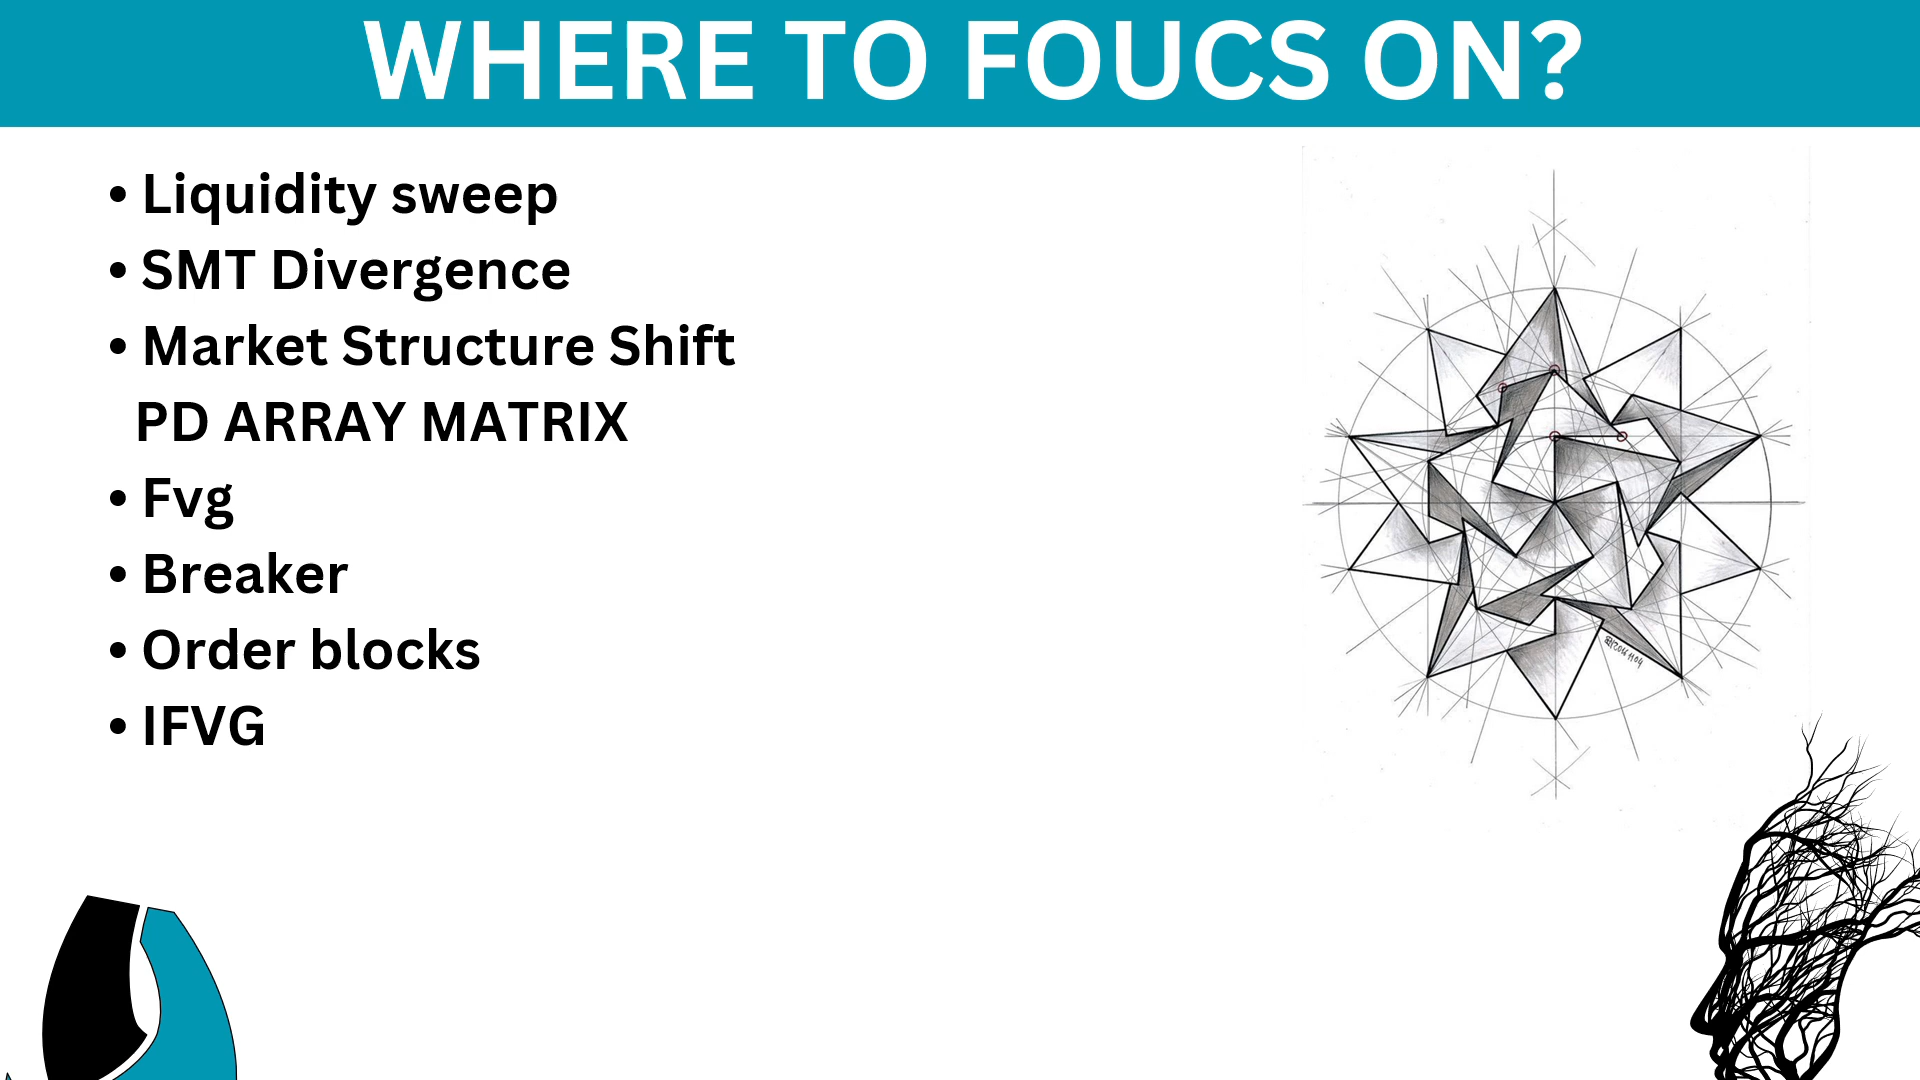 WHERE TO FOUCS ON?
• Liquidity sweep
• SMT Divergence
• Market Structure Shift
PD ARRAY MATRIX
• Fvg
• Breaker
• Order blocks
• IFVG